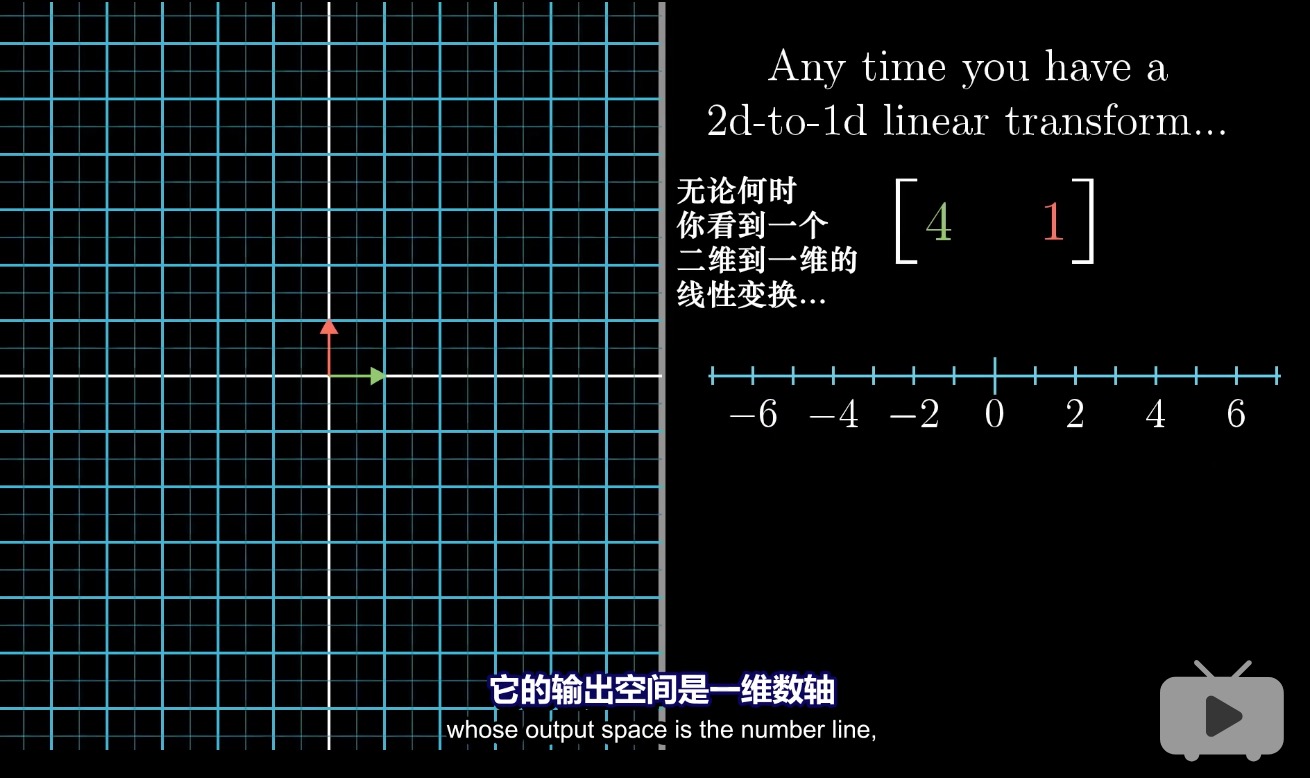 Any time you have a
2d-to-1d linear transform...
无论何时
你看到一个
二维到一维的
线性变换...
[4 1]
−6 −4 −2 0 2 4 6
它的输出空间是一维数轴
whose output space is the number line,